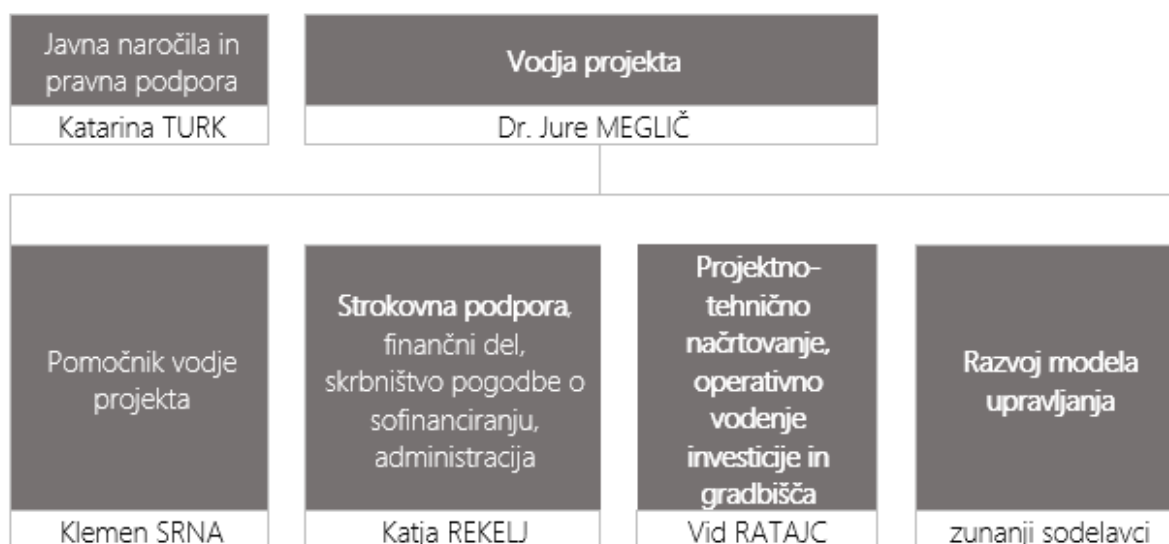 Javna naročila in
pravna podpora
Katarina TURK
Vodja projekta
Dr. Jure MEGLIČ
Pomočnik vodje
projekta
Klemen SRNA
Strokovna podpora,
finančni del,
skrbništvo pogodbe o
sofinanciranju,
administracija
Katja REKELJ
Projektno-
tehnično
načrtovanje,
operativno
vodenje
investicije in
gradbišča
Vid RATAJC
Razvoj modela
upravljanja
zunanji sodelavci